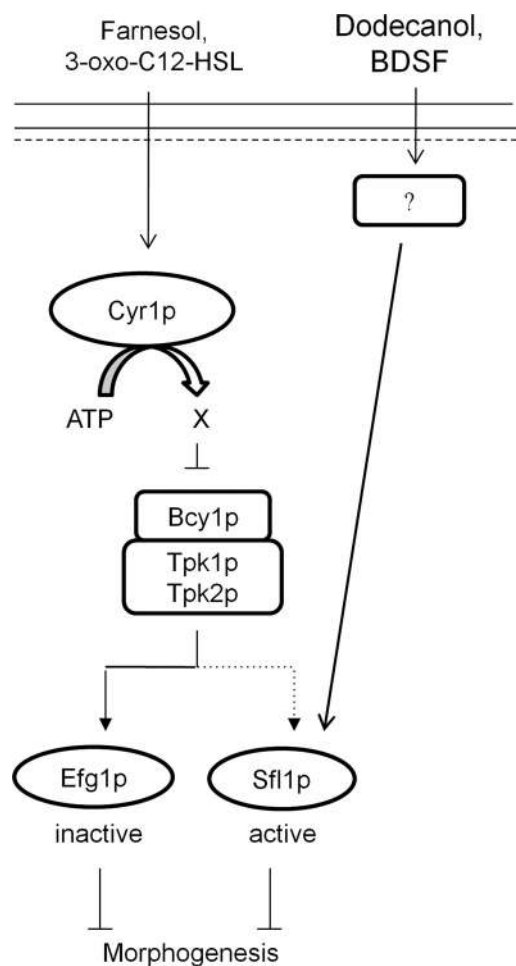 Farnesol,
3-oxo-C12-HSL
Dodecanol,
BDSF
?
Cyr1p
ATP
X
Bcy1p
Tpk1p
Tpk2p
Efg1p
Sfl1p
inactive
active
Morphogenesis